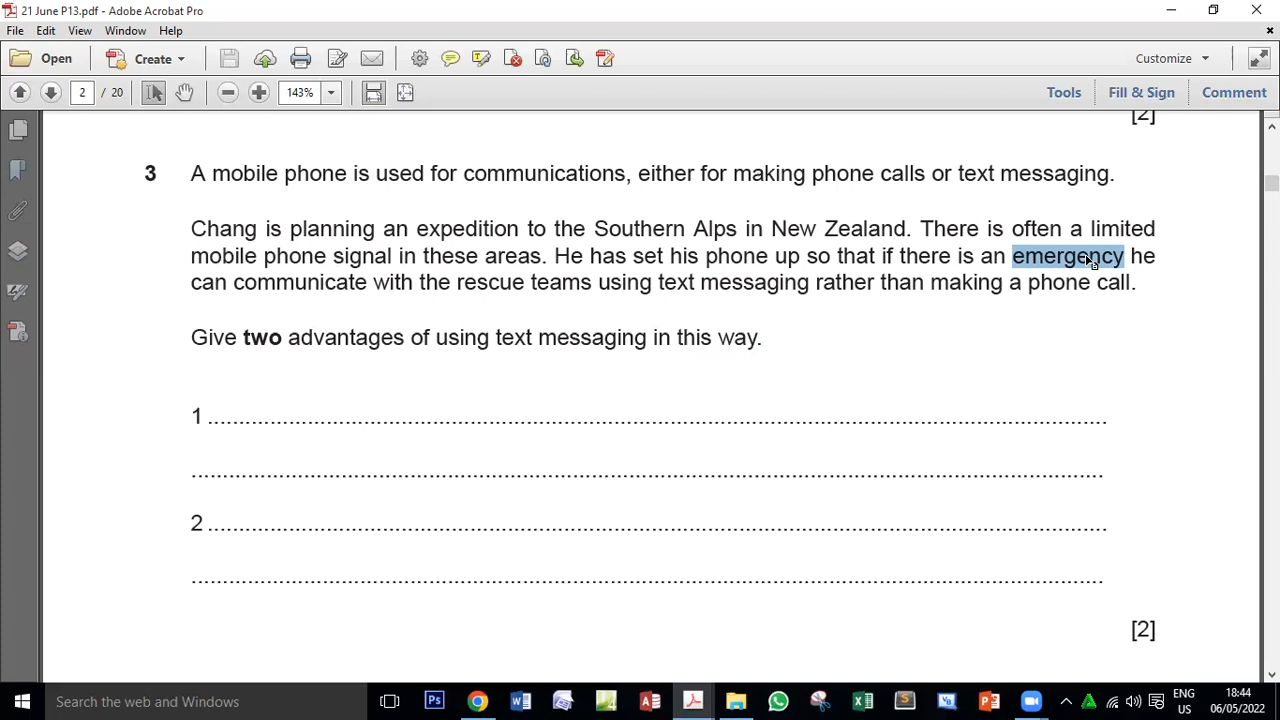 21 June P13.pdf - Adobe Acrobat Pro
File Edit View Window Help
Open Create Customize
2 / 20 143% Tools Fill & Sign Comment
[2]
3 A mobile phone is used for communications, either for making phone calls or text messaging.
Chang is planning an expedition to the Southern Alps in New Zealand. There is often a limited
mobile phone signal in these areas. He has set his phone up so that if there is an emergency he
can communicate with the rescue teams using text messaging rather than making a phone call.
Give two advantages of using text messaging in this way.
1 ..........................................................................................................................
..........................................................................................................................
2 ..........................................................................................................................
..........................................................................................................................
[2]
Search the web and Windows
ENG 18:44
US 06/05/2022